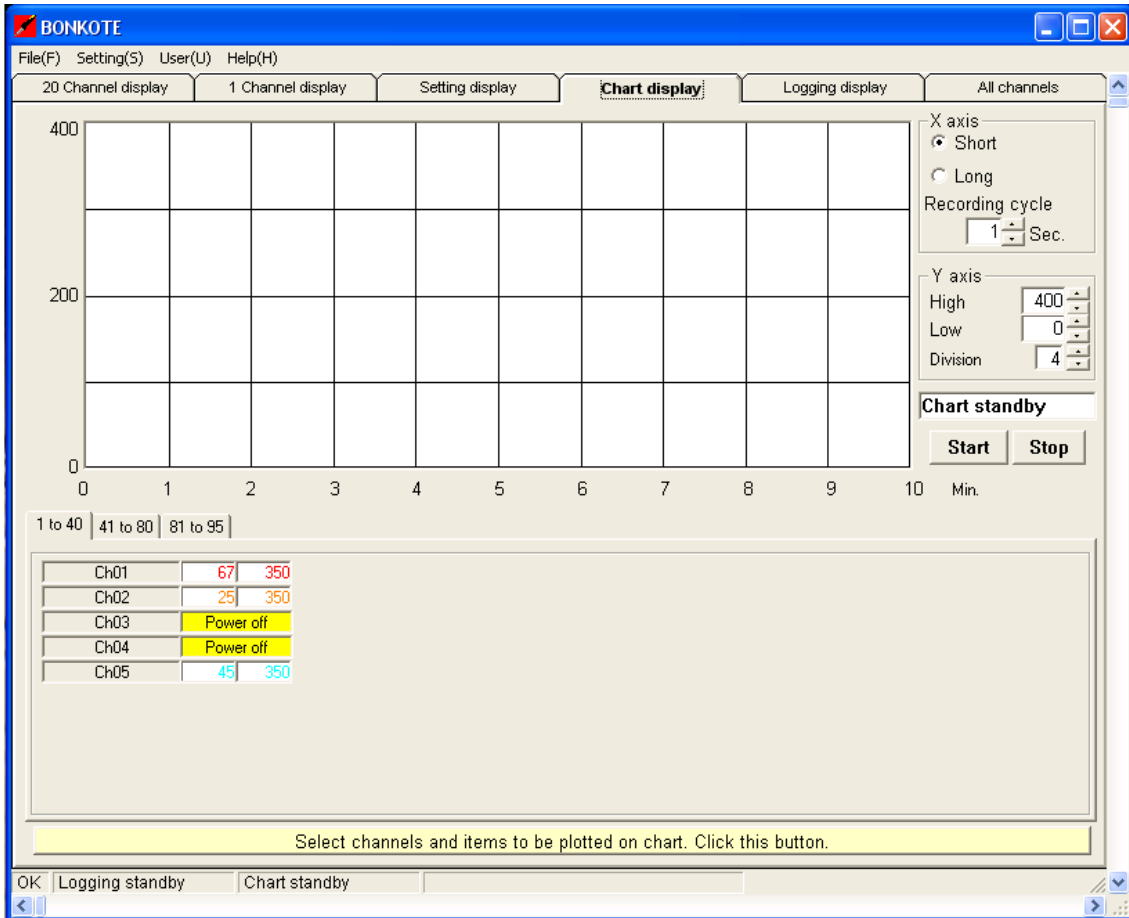 BONKOTE
File(F) Setting(S) User(U) Help(H)
20 Channel display 1 Channel display Setting display Chart display Logging display All channels
400
200
0
0 1 2 3 4 5 6 7 8 9 10 Min.
X axis
Short
Long
Recording cycle
1 Sec.
Y axis
High 400
Low 0
Division 4
Chart standby
Start Stop
1 to 40 41 to 80 81 to 95
Ch01 67 350
Ch02 25 350
Ch03 Power off
Ch04 Power off
Ch05 45 350
Select channels and items to be plotted on chart. Click this button.
OK Logging standby Chart standby